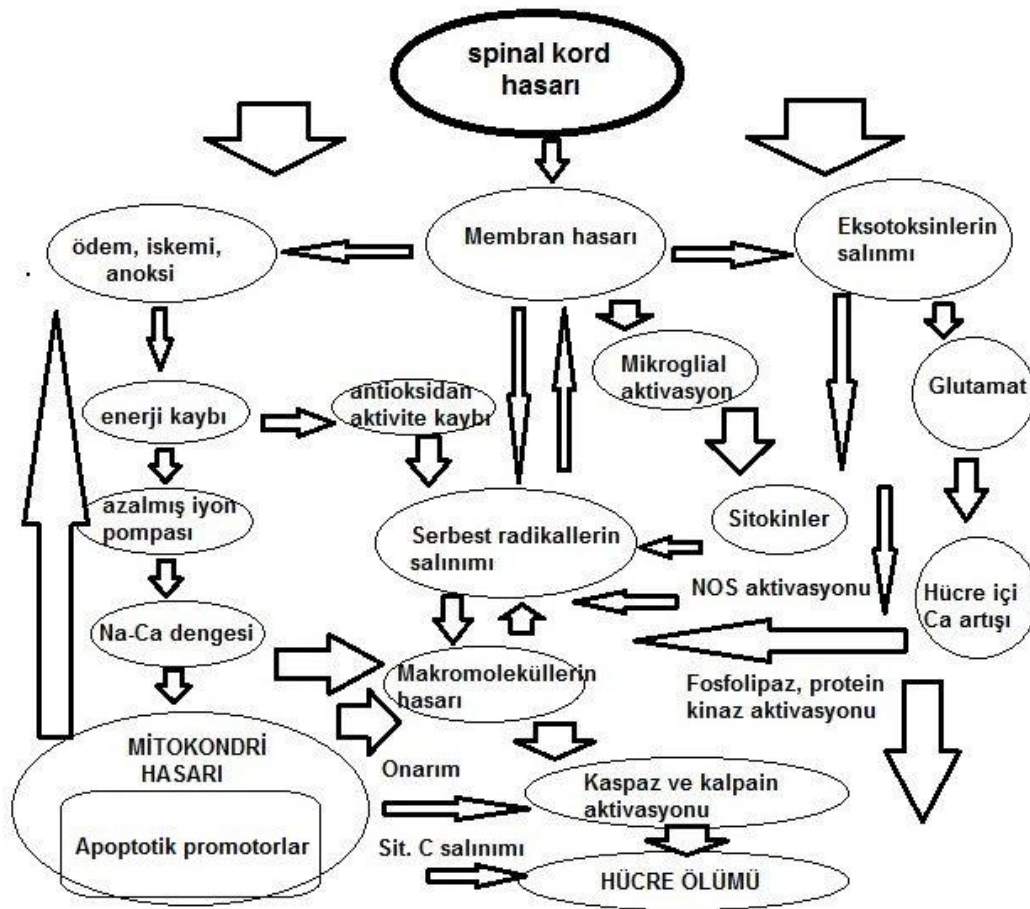 spinal kord
hasarı
ödem, iskemi,
anoksi
Membran hasarı
Eksotoksinlerin
salınmı
Mikroglial
aktivasyon
Glutamat
enerji kaybı
antioksidan
aktivite kaybı
azalmış iyon
pompası
Serbest radikallerin
salınımı
Sitokinler
NOS aktivasyonu
Hücre içi
Ca artışı
Na-Ca dengesi
Makromoleküllerin
hasarı
Fosfolipaz, protein
kinaz aktivasyonu
MİTOKONDRİ
HASARI
Onarım
Kaspaz ve kalpain
aktivasyonu
Apoptotik promotorlar
Sit. C salınımı
HÜCRE ÖLÜMÜ